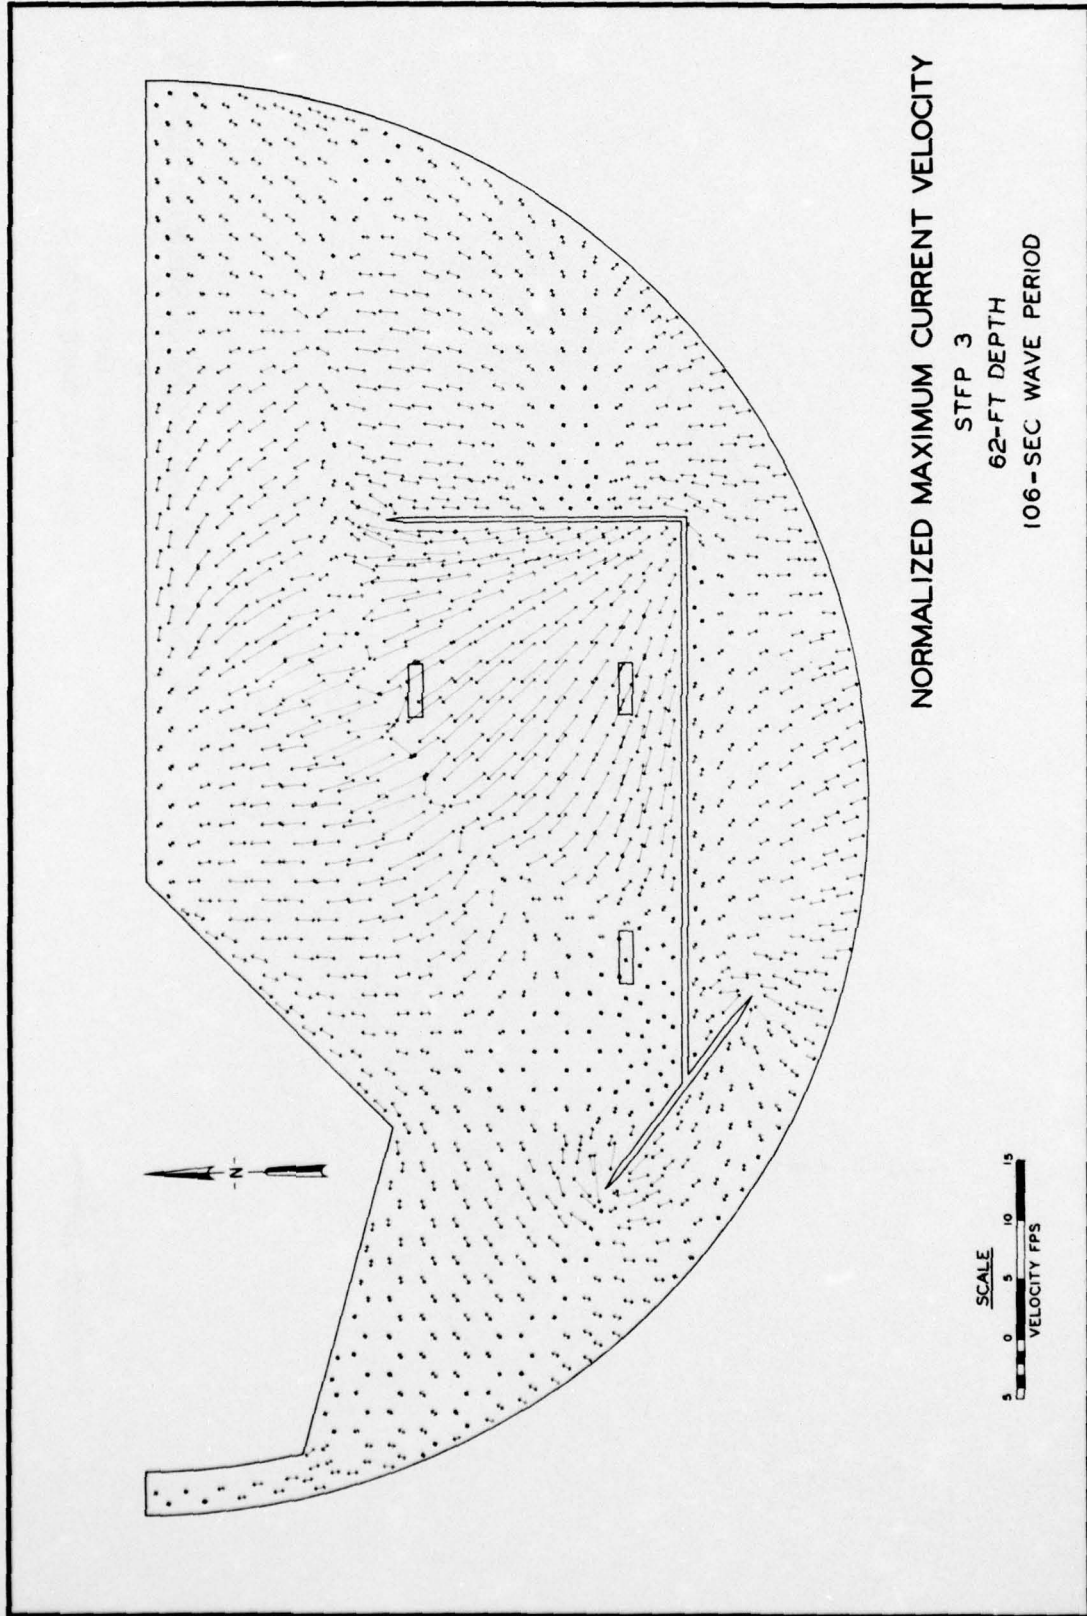 NORMALIZED MAXIMUM CURRENT VELOCITY
STFP 3
62-FT DEPTH
106-SEC WAVE PERIOD
N
SCALE
5 0 5 10 15
VELOCITY FPS